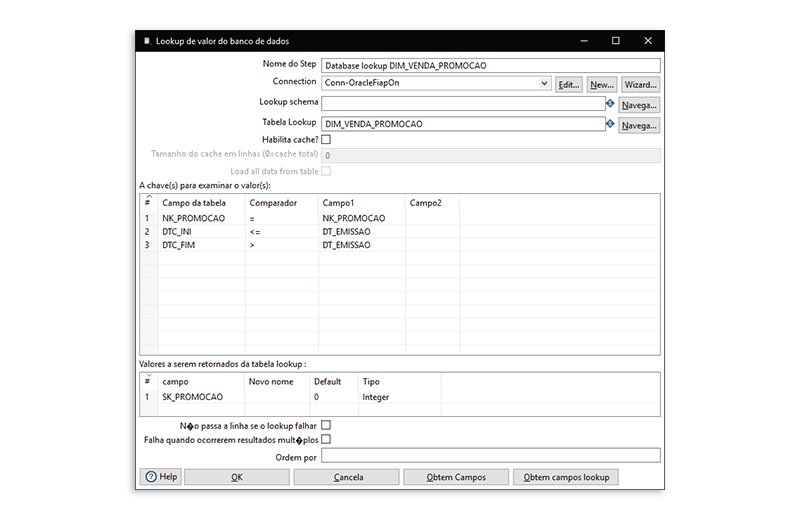 Lookup de valor do banco de dados
Nome do Step Database lookup DIM_VENDA_PROMOCAO
Connection Conn-OracleFiapOn Edit... New... Wizard...
Lookup schema Navega...
Tabela Lookup DIM_VENDA_PROMOCAO Navega...
Habilita cache?
Tamanho do cache em linhas (0=cache total) 0
Load all data from table
A chave(s) para examinar o valor(s):
# Campo da tabela Comparador Campo1 Campo2
1 NK_PROMOCAO = NK_PROMOCAO
2 DTC_INI <= DT_EMISSAO
3 DTC_FIM > DT_EMISSAO
Valores a serem retornados da tabela lookup :
# campo Novo nome Default Tipo
1 SK_PROMOCAO 0 Integer
N�o passa a linha se o lookup falhar
Falha quando ocorrerem resultados mult�plos
Ordem por
Help OK Cancela Obtem Campos Obtem campos lookup